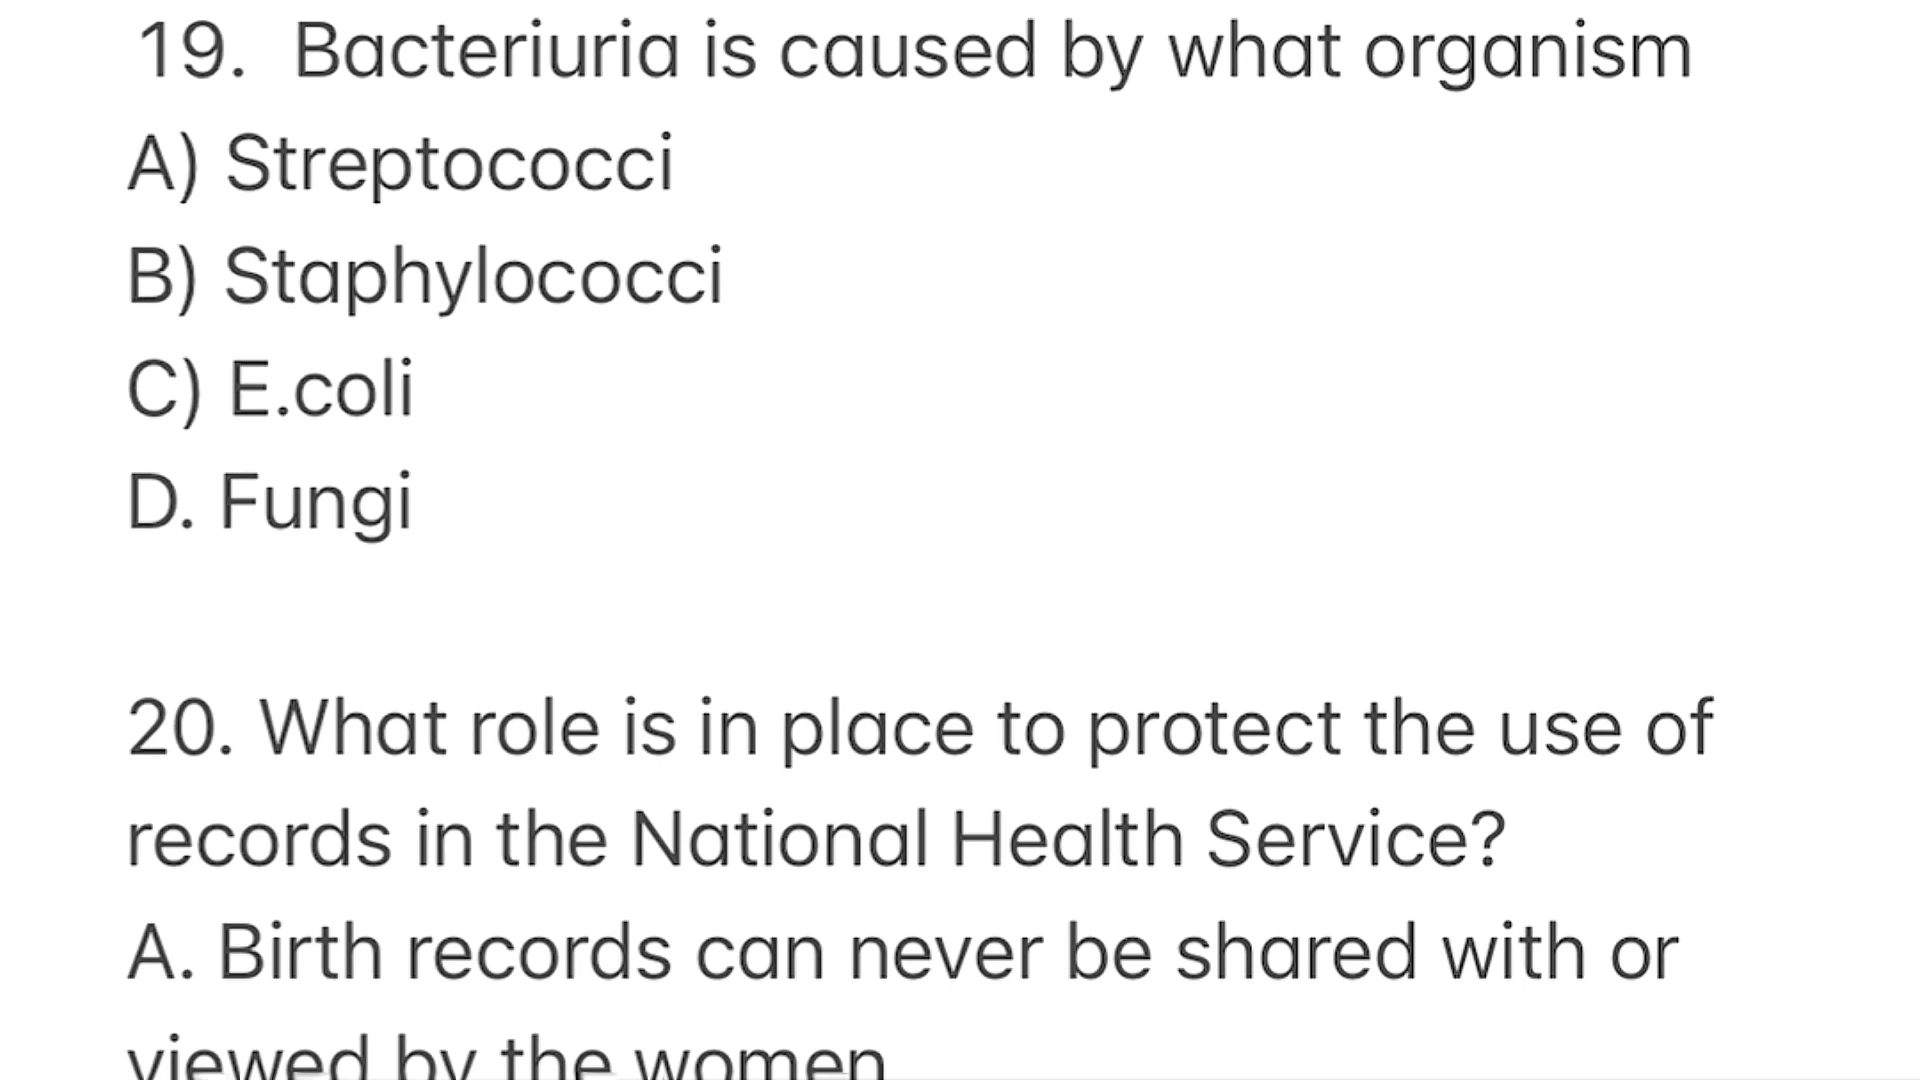 19. Bacteriuria is caused by what organism
A) Streptococci
B) Staphylococci
C) E.coli
D. Fungi
20. What role is in place to protect the use of
records in the National Health Service?
A. Birth records can never be shared with or
viewed by the women